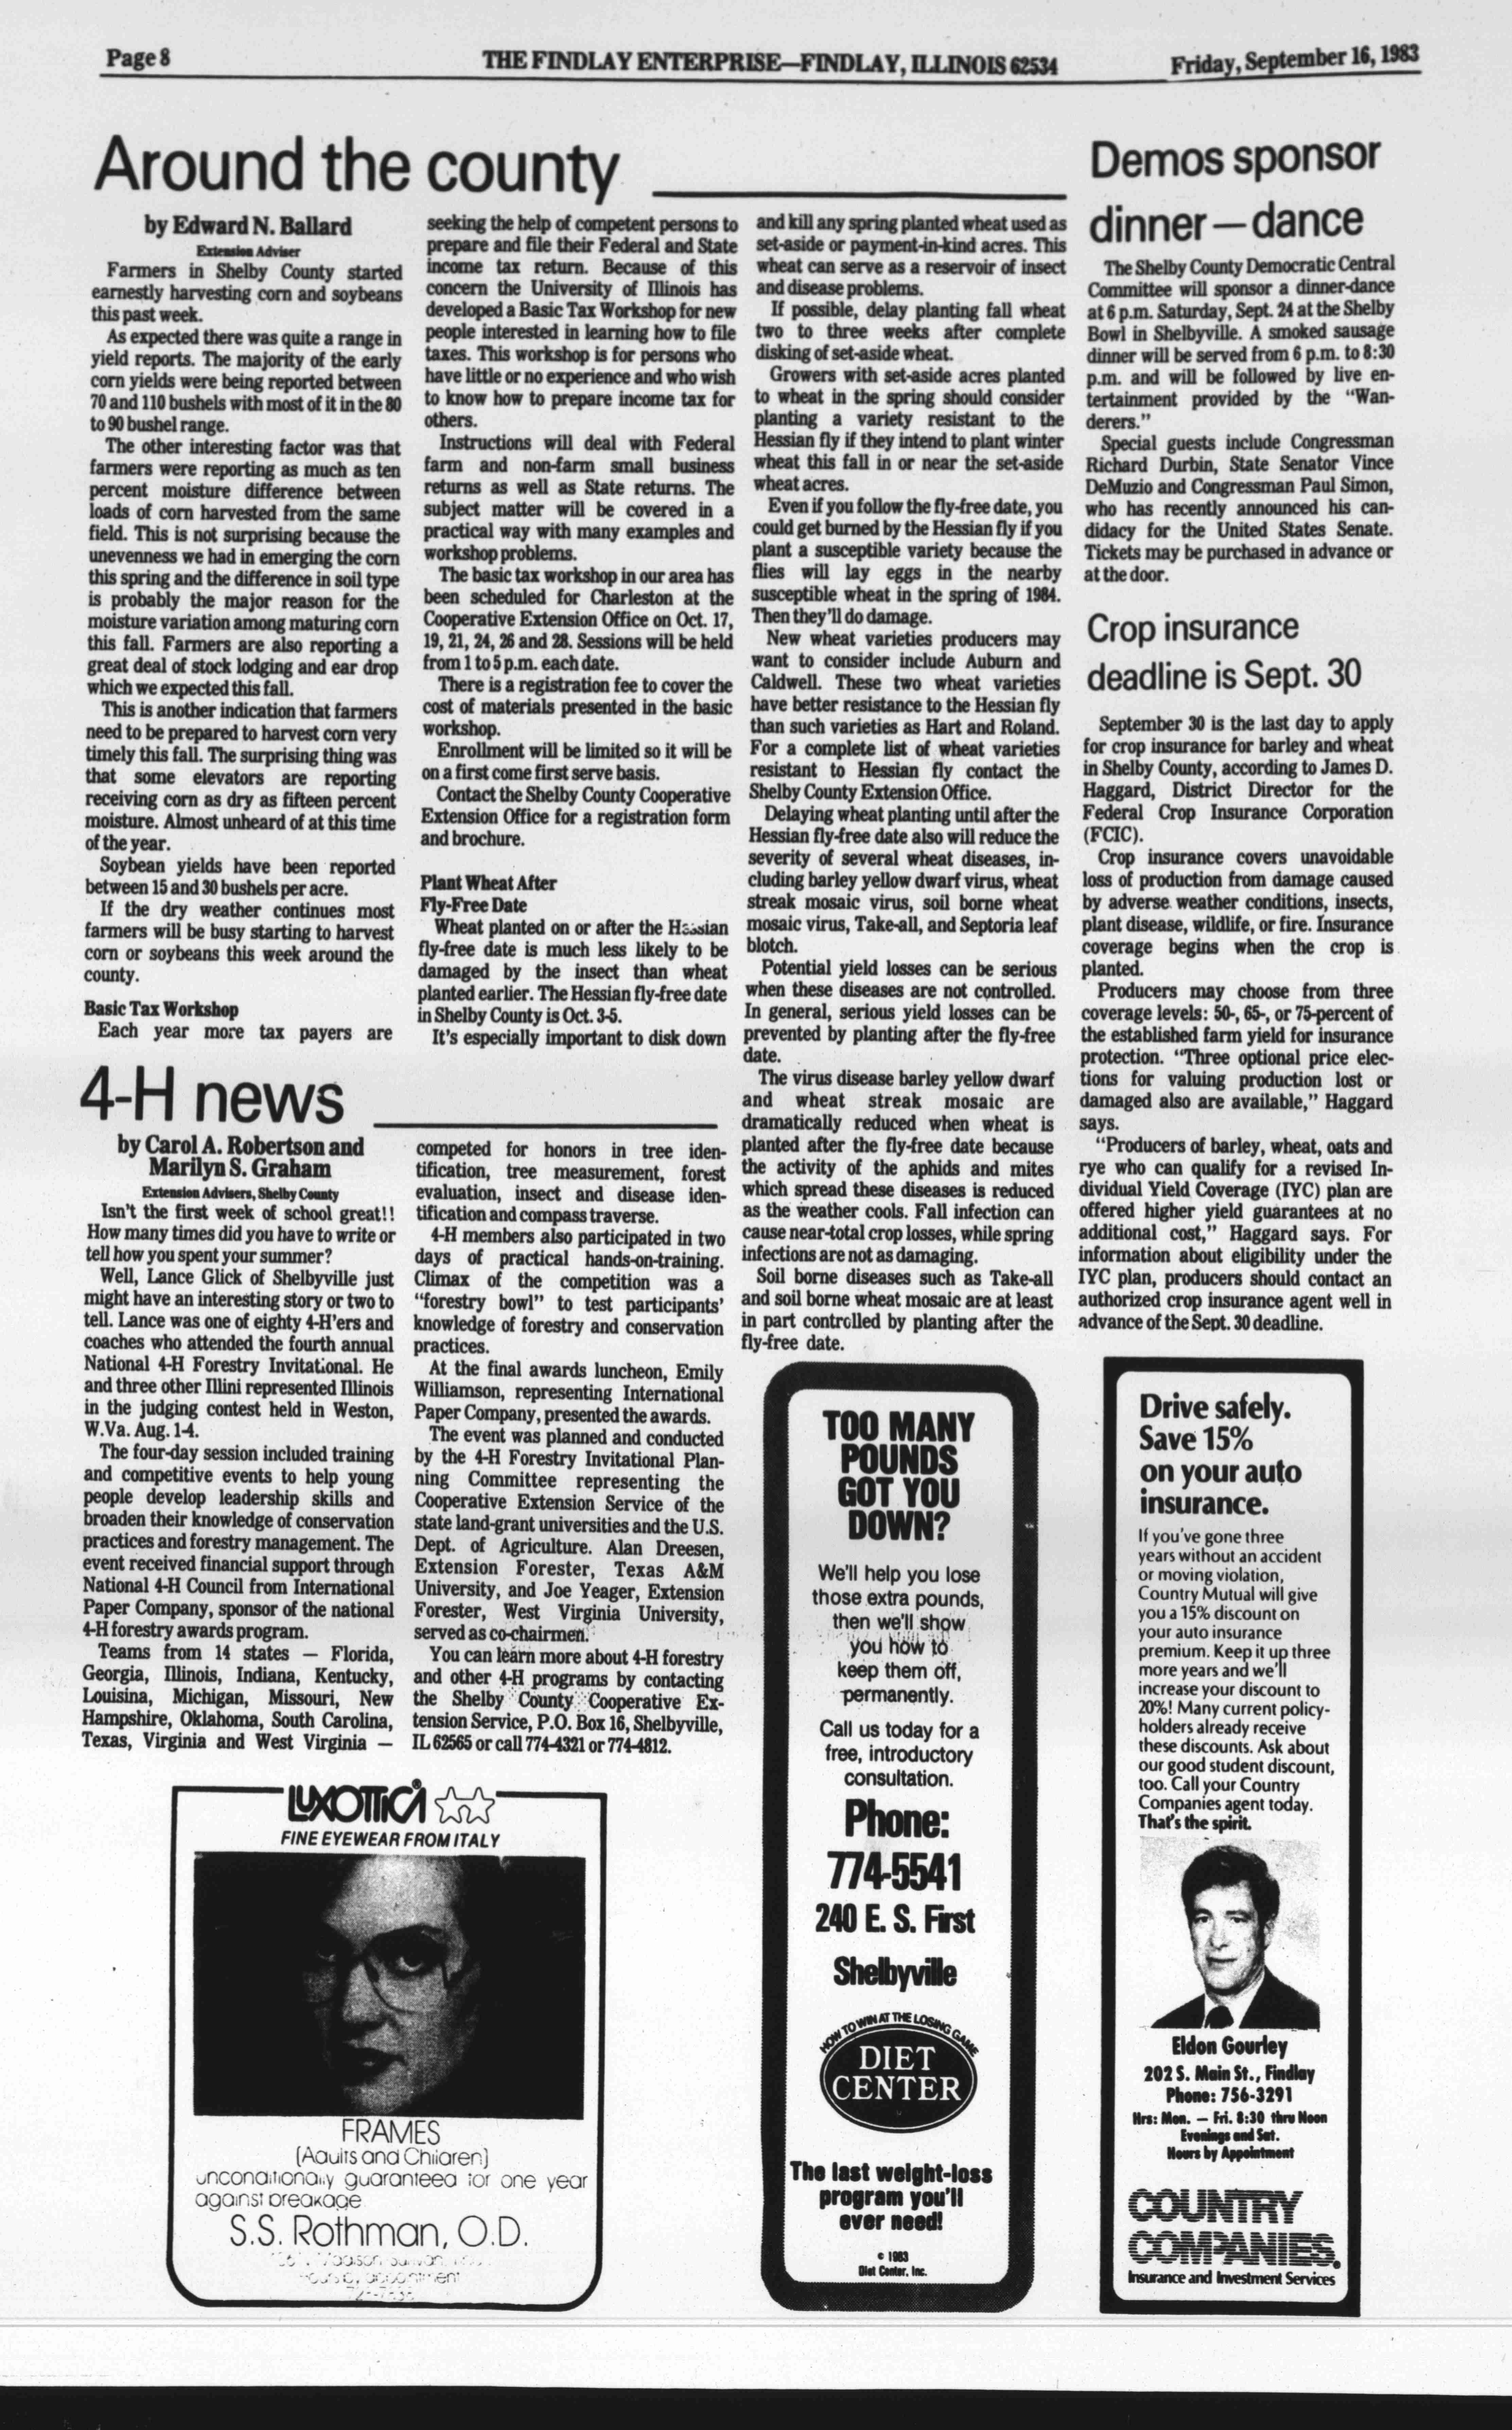 Page 8
THE FINDLAY ENTERPRISE—FINDLAY, ILLINOIS 62534
Friday, September 16, 1983
Around the county
by Edward N. Ballard
Extension Adviser
Farmers in Shelby County started
earnestly harvesting corn and soybeans
this past week.
As expected there was quite a range in
yield reports. The majority of the early
corn yields were being reported between
70 and 110 bushels with most of it in the 80
to 90 bushel range.
The other interesting factor was that
farmers were reporting as much as ten
percent moisture difference between
loads of corn harvested from the same
field. This is not surprising because the
unevenness we had in emerging the corn
this spring and the difference in soil type
is probably the major reason for the
moisture variation among maturing corn
this fall. Farmers are also reporting a
great deal of stock lodging and ear drop
which we expected this fall.
This is another indication that farmers
need to be prepared to harvest corn very
timely this fall. The surprising thing was
that some elevators are reporting
receiving corn as dry as fifteen percent
moisture. Almost unheard of at this time
of the year.
Soybean yields have been reported
between 15 and 30 bushels per acre.
If the dry weather continues most
farmers will be busy starting to harvest
corn or soybeans this week around the
county.
Basic Tax Workshop
Each year more tax payers are
seeking the help of competent persons to
prepare and file their Federal and State
income tax return. Because of this
concern the University of Illinois has
developed a Basic Tax Workshop for new
people interested in learning how to file
taxes. This workshop is for persons who
have little or no experience and who wish
to know how to prepare income tax for
others.
Instructions will deal with Federal
farm and non-farm small business
returns as well as State returns. The
subject matter will be covered in a
practical way with many examples and
workshop problems.
The basic tax workshop in our area has
been scheduled for Charleston at the
Cooperative Extension Office on Oct. 17,
19, 21, 24, 26 and 28. Sessions will be held
from 1 to 5 p.m. each date.
There is a registration fee to cover the
cost of materials presented in the basic
workshop.
Enrollment will be limited so it will be
on a first come first serve basis.
Contact the Shelby County Cooperative
Extension Office for a registration form
and brochure.
Plant Wheat After
Fly-Free Date
Wheat planted on or after the Hessian
fly-free date is much less likely to be
damaged by the insect than wheat
planted earlier. The Hessian fly-free date
in Shelby County is Oct. 3-5.
It's especially important to disk down
and kill any spring planted wheat used as
set-aside or payment-in-kind acres. This
wheat can serve as a reservoir of insect
and disease problems.
If possible, delay planting fall wheat
two to three weeks after complete
disking of set-aside wheat.
Growers with set-aside acres planted
to wheat in the spring should consider
planting a variety resistant to the
Hessian fly if they intend to plant winter
wheat this fall in or near the set-aside
wheat acres.
Even if you follow the fly-free date, you
could get burned by the Hessian fly if you
plant a susceptible variety because the
flies will lay eggs in the nearby
susceptible wheat in the spring of 1984.
Then they'll do damage.
New wheat varieties producers may
want to consider include Auburn and
Caldwell. These two wheat varieties
have better resistance to the Hessian fly
than such varieties as Hart and Roland.
For a complete list of wheat varieties
resistant to Hessian fly contact the
Shelby County Extension Office.
Delaying wheat planting until after the
Hessian fly-free date also will reduce the
severity of several wheat diseases, in-
cluding barley yellow dwarf virus, wheat
streak mosaic virus, soil borne wheat
mosaic virus, Take-all, and Septoria leaf
blotch.
Potential yield losses can be serious
when these diseases are not controlled.
In general, serious yield losses can be
prevented by planting after the fly-free
date.
The virus disease barley yellow dwarf
and wheat streak mosaic are
dramatically reduced when wheat is
planted after the fly-free date because
the activity of the aphids and mites
which spread these diseases is reduced
as the weather cools. Fall infection can
cause near-total crop losses, while spring
infections are not as damaging.
Soil borne diseases such as Take-all
and soil borne wheat mosaic are at least
in part controlled by planting after the
fly-free date.
Demos sponsor
dinner — dance
The Shelby County Democratic Central
Committee will sponsor a dinner-dance
at 6 p.m. Saturday, Sept. 24 at the Shelby
Bowl in Shelbyville. A smoked sausage
dinner will be served from 6 p.m. to 8:30
p.m. and will be followed by live en-
tertainment provided by the "Wan-
derers."
Special guests include Congressman
Richard Durbin, State Senator Vince
DeMuzio and Congressman Paul Simon,
who has recently announced his can-
didacy for the United States Senate.
Tickets may be purchased in advance or
at the door.
Crop insurance
deadline is Sept. 30
September 30 is the last day to apply
for crop insurance for barley and wheat
in Shelby County, according to James D.
Haggard, District Director for the
Federal Crop Insurance Corporation
(FCIC).
Crop insurance covers unavoidable
loss of production from damage caused
by adverse weather conditions, insects,
plant disease, wildlife, or fire. Insurance
coverage begins when the crop is
planted.
Producers may choose from three
coverage levels: 50-, 65-, or 75-percent of
the established farm yield for insurance
protection. "Three optional price elec-
tions for valuing production lost or
damaged also are available," Haggard
says.
"Producers of barley, wheat, oats and
rye who can qualify for a revised In-
dividual Yield Coverage (IYC) plan are
offered higher yield guarantees at no
additional cost," Haggard says. For
information about eligibility under the
IYC plan, producers should contact an
authorized crop insurance agent well in
advance of the Sept. 30 deadline.
4-H news
by Carol A. Robertson and
Marilyn S. Graham
Extension Advisers, Shelby County
Isn't the first week of school great!!
How many times did you have to write or
tell how you spent your summer?
Well, Lance Glick of Shelbyville just
might have an interesting story or two to
tell. Lance was one of eighty 4-H'ers and
coaches who attended the fourth annual
National 4-H Forestry Invitational. He
and three other Illini represented Illinois
in the judging contest held in Weston,
W.Va. Aug. 1-4.
The four-day session included training
and competitive events to help young
people develop leadership skills and
broaden their knowledge of conservation
practices and forestry management. The
event received financial support through
National 4-H Council from International
Paper Company, sponsor of the national
4-H forestry awards program.
Teams from 14 states — Florida,
Georgia, Illinois, Indiana, Kentucky,
Louisina, Michigan, Missouri, New
Hampshire, Oklahoma, South Carolina,
Texas, Virginia and West Virginia —
competed for honors in tree iden-
tification, tree measurement, forest
evaluation, insect and disease iden-
tification and compass traverse.
4-H members also participated in two
days of practical hands-on-training.
Climax of the competition was a
"forestry bowl" to test participants'
knowledge of forestry and conservation
practices.
At the final awards luncheon, Emily
Williamson, representing International
Paper Company, presented the awards.
The event was planned and conducted
by the 4-H Forestry Invitational Plan-
ning Committee representing the
Cooperative Extension Service of the
state land-grant universities and the U.S.
Dept. of Agriculture. Alan Dreesen,
Extension Forester, Texas A&M
University, and Joe Yeager, Extension
Forester, West Virginia University,
served as co-chairmen.
You can learn more about 4-H forestry
and other 4-H programs by contacting
the Shelby County Cooperative Ex-
tension Service, P.O. Box 16, Shelbyville,
IL 62565 or call 774-4321 or 774-4812.
LUXOTTICA
FINE EYEWEAR FROM ITALY
FRAMES
(Adults and Children)
unconditionally guaranteed for one year
against breakage
S.S. Rothman, O.D.
Hours by appointment
TOO MANY
POUNDS
GOT YOU
DOWN?
We'll help you lose
those extra pounds,
then we'll show
you how to
keep them off,
permanently.
Call us today for a
free, introductory
consultation.
Phone:
774-5541
240 E. S. First
Shelbyville
HOW TO WIN AT THE LOSING GAME
DIET
CENTER
The last weight-loss
program you'll
ever need!
© 1983
Diet Center, Inc.
Drive safely.
Save 15%
on your auto
insurance.
If you've gone three
years without an accident
or moving violation,
Country Mutual will give
you a 15% discount on
your auto insurance
premium. Keep it up three
more years and we'll
increase your discount to
20%! Many current policy-
holders already receive
these discounts. Ask about
our good student discount,
too. Call your Country
Companies agent today.
That's the spirit.
Eldon Gourley
202 S. Main St., Findlay
Phone: 756-3291
Hrs: Mon. — Fri. 8:30 thru Noon
Evenings and Sat.
Hours by Appointment
COUNTRY
COMPANIES®
Insurance and Investment Services